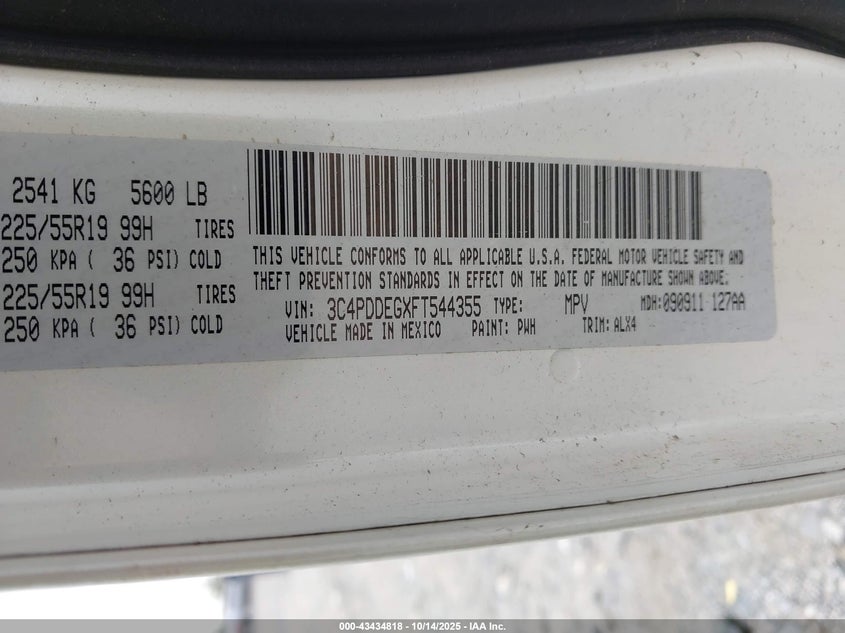 2541 KG 5600 LB
225/55R19 99H TIRES
250 KPA ( 36 PSI) COLD
225/55R19 99H TIRES
250 KPA ( 36 PSI) COLD
THIS VEHICLE CONFORMS TO ALL APPLICABLE U.S.A. FEDERAL MOTOR VEHICLE SAFETY AND
THEFT PREVENTION STANDARDS IN EFFECT ON THE DATE OF MANUFACTURE SHOWN ABOVE.
VIN: 3C4PDDEGXFT544355 TYPE: MPV MDH:090911 127AA
VEHICLE MADE IN MEXICO PAINT: PWH TRIM: ALX4
000-43434818 - 10/14/2025 - IAA Inc.